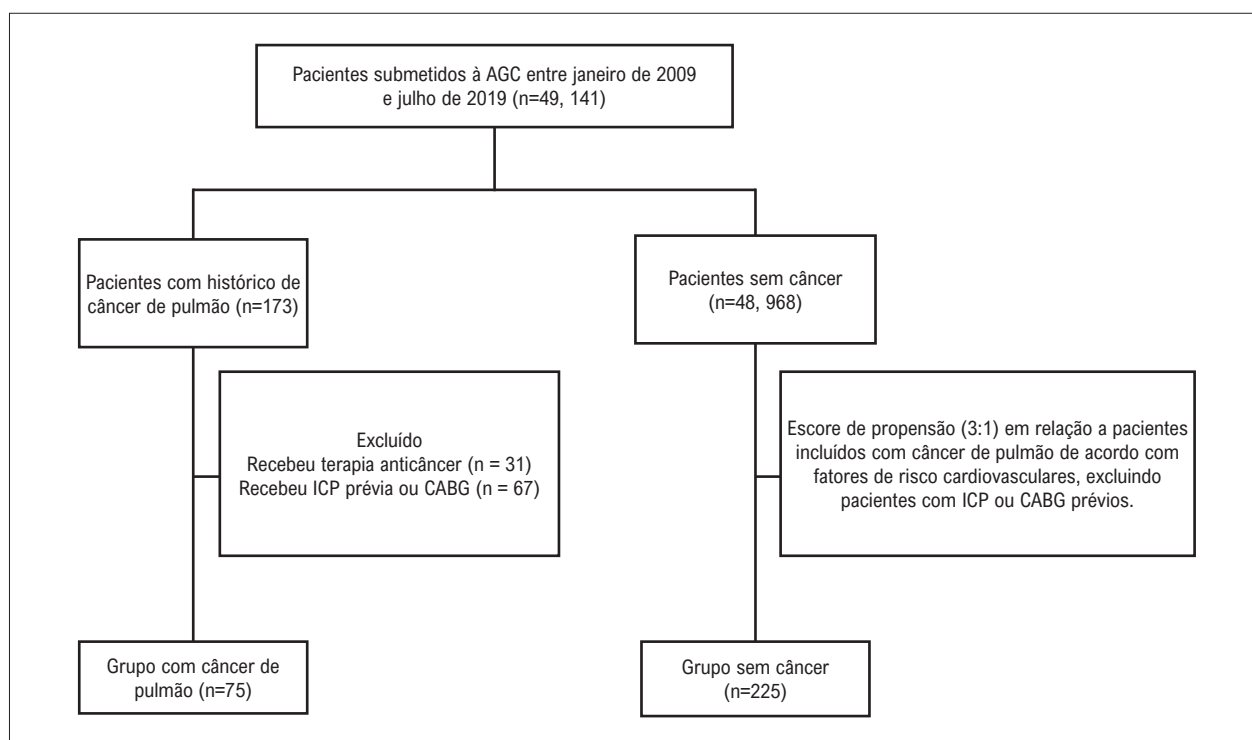 Pacientes submetidos à AGC entre janeiro de 2009
e julho de 2019 (n=49, 141)
Pacientes com histórico de
câncer de pulmão (n=173)
Pacientes sem câncer
(n=48, 968)
Excluído
Recebeu terapia anticâncer (n = 31)
Recebeu ICP prévia ou CABG (n = 67)
Escore de propensão (3:1) em relação a pacientes
incluídos com câncer de pulmão de acordo com
fatores de risco cardiovasculares, excluindo
pacientes com ICP ou CABG prévios.
Grupo com câncer de
pulmão (n=75)
Grupo sem câncer
(n=225)